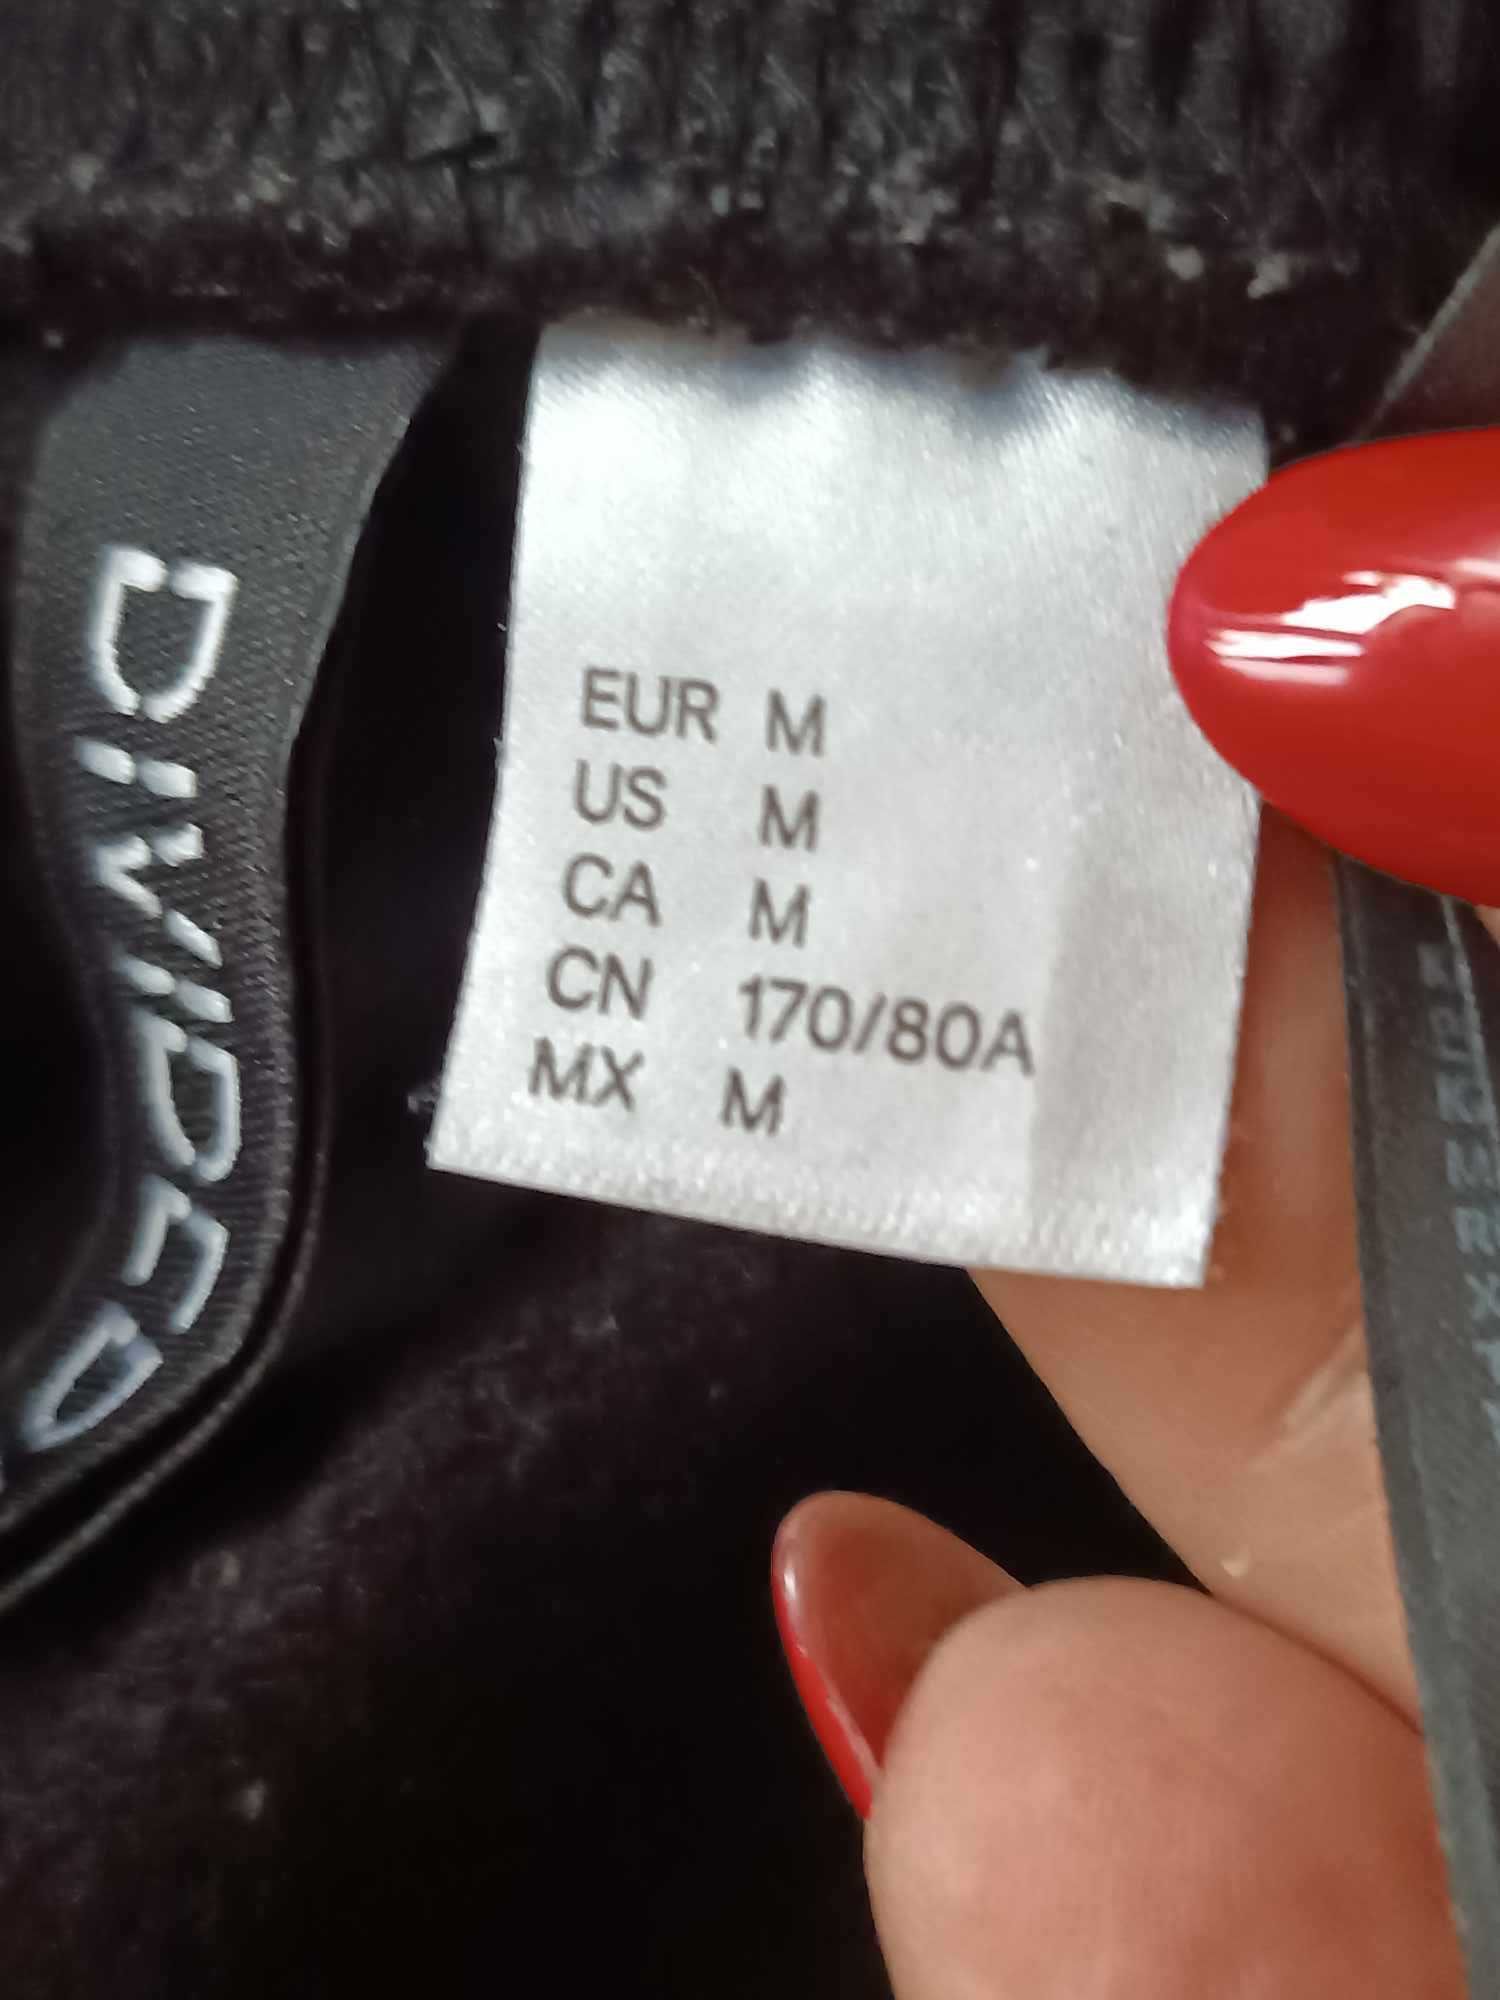 DIVIDED
EUR M
US M
CA M
CN 170/80A
MX M